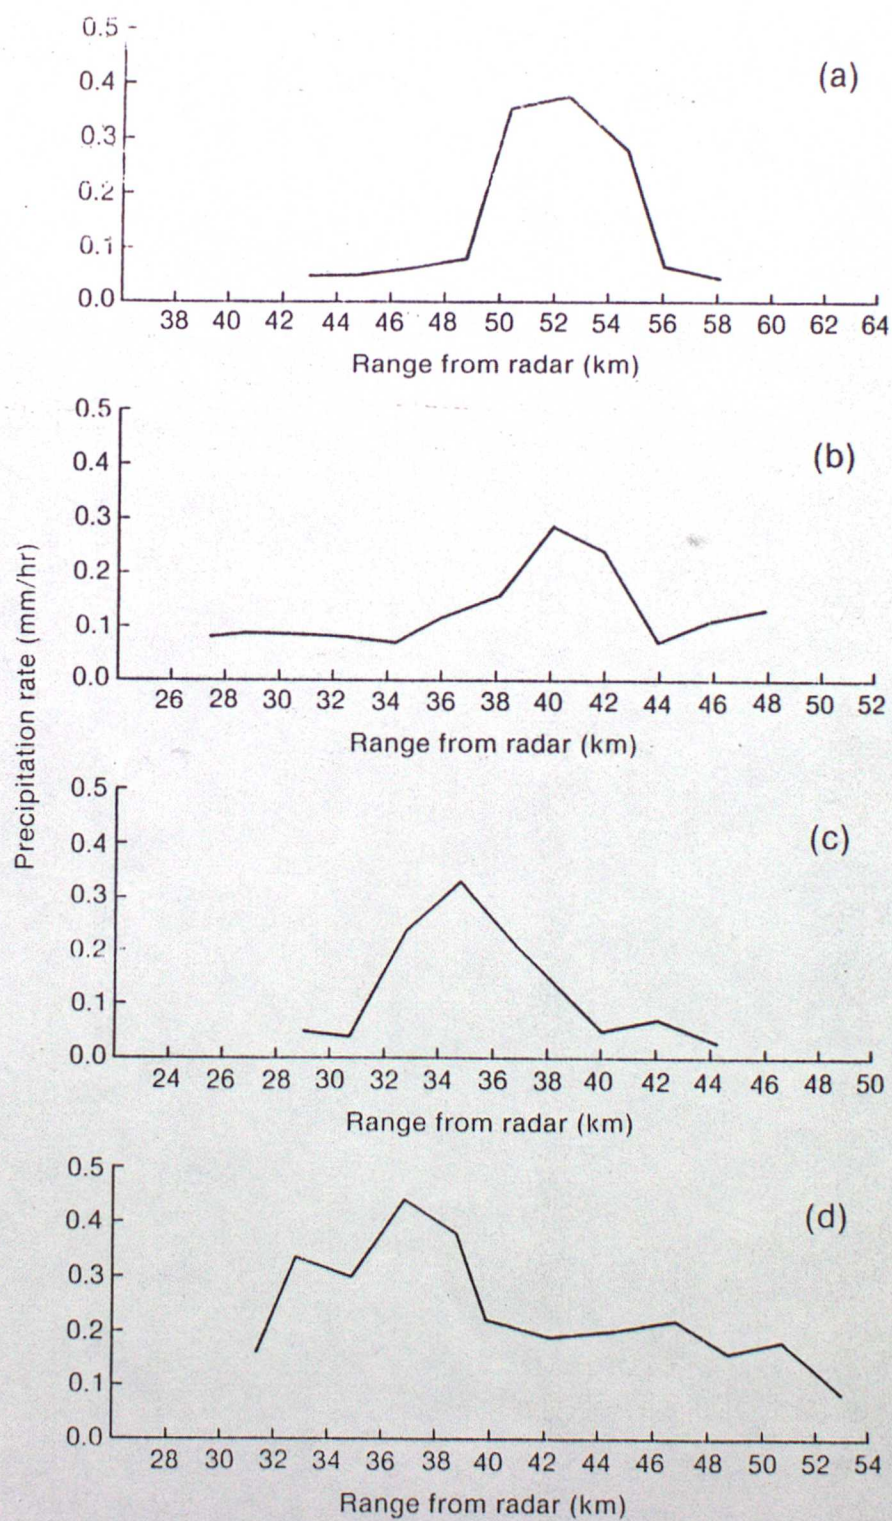 0.5
(a)
0.4
0.3
0.2
0.1
0.0
38 40 42 44 46 48 50 52 54 56 58 60 62 64
Range from radar (km)
0.5
(b)
0.4
0.3
0.2
0.1
0.0
26 28 30 32 34 36 38 40 42 44 46 48 50 52
Range from radar (km)
Precipitation rate (mm/hr)
0.5
(c)
0.4
0.3
0.2
0.1
0.0
24 26 28 30 32 34 36 38 40 42 44 46 48 50
Range from radar (km)
0.5
(d)
0.4
0.3
0.2
0.1
0.0
28 30 32 34 36 38 40 42 44 46 48 50 52 54
Range from radar (km)